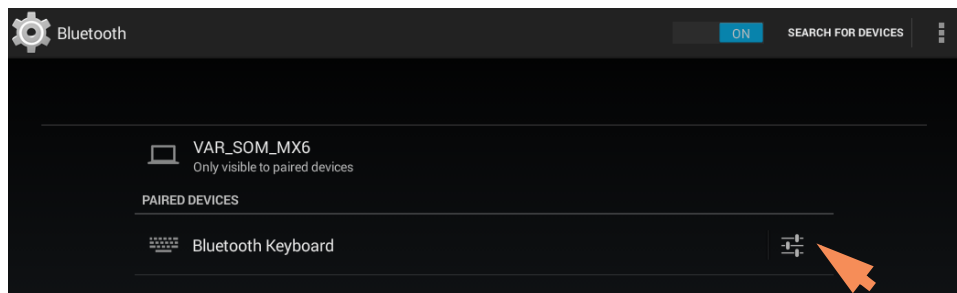 Bluetooth
ON
SEARCH FOR DEVICES
VAR_SOM_MX6
Only visible to paired devices
PAIRED DEVICES
Bluetooth Keyboard